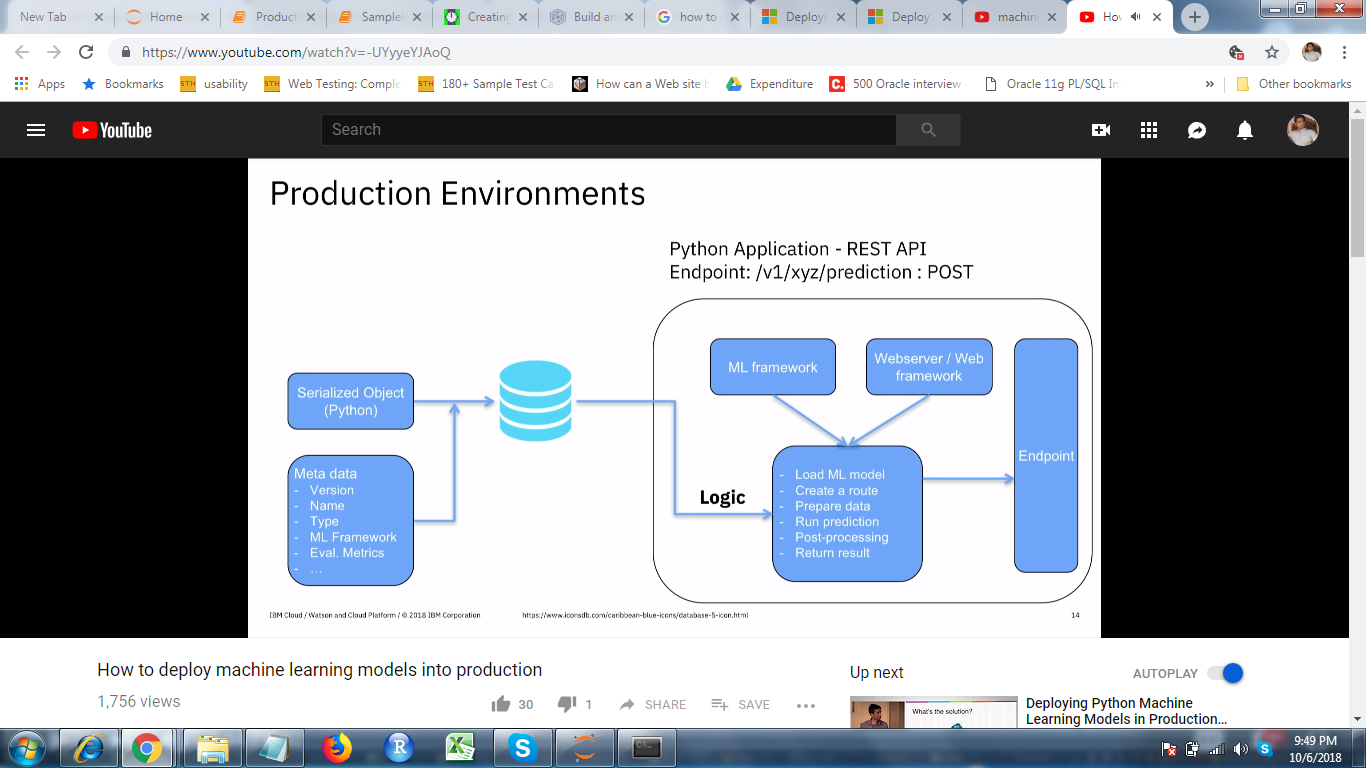 New Tab
Home
Product
Sample
Creating
Build an
how to
Deploy
Deploy
machine
How
https://www.youtube.com/watch?v=-UYyyeYJAoQ
Apps
Bookmarks
STH
usability
STH
Web Testing: Comple
STH
180+ Sample Test Ca
How can a Web site b
Expenditure
C.
500 Oracle interview
Oracle 11g PL/SQL In
»
Other bookmarks
YouTube
Search
Production Environments
Python Application - REST API
Endpoint: /v1/xyz/prediction : POST
ML framework
Webserver / Web
framework
Serialized Object
(Python)
Meta data
- Version
- Name
- Type
- ML Framework
- Eval. Metrics
- ...
Logic
- Load ML model
- Create a route
- Prepare data
- Run prediction
- Post-processing
- Return result
Endpoint
IBM Cloud / Watson and Cloud Platform / © 2018 IBM Corporation
https://www.iconsdb.com/caribbean-blue-icons/database-5-icon.html
14
How to deploy machine learning models into production
1,756 views
30
1
SHARE
SAVE
Up next
AUTOPLAY
What's the solution?
Deploying Python Machine
Learning Models in Production...
9:49 PM
10/6/2018